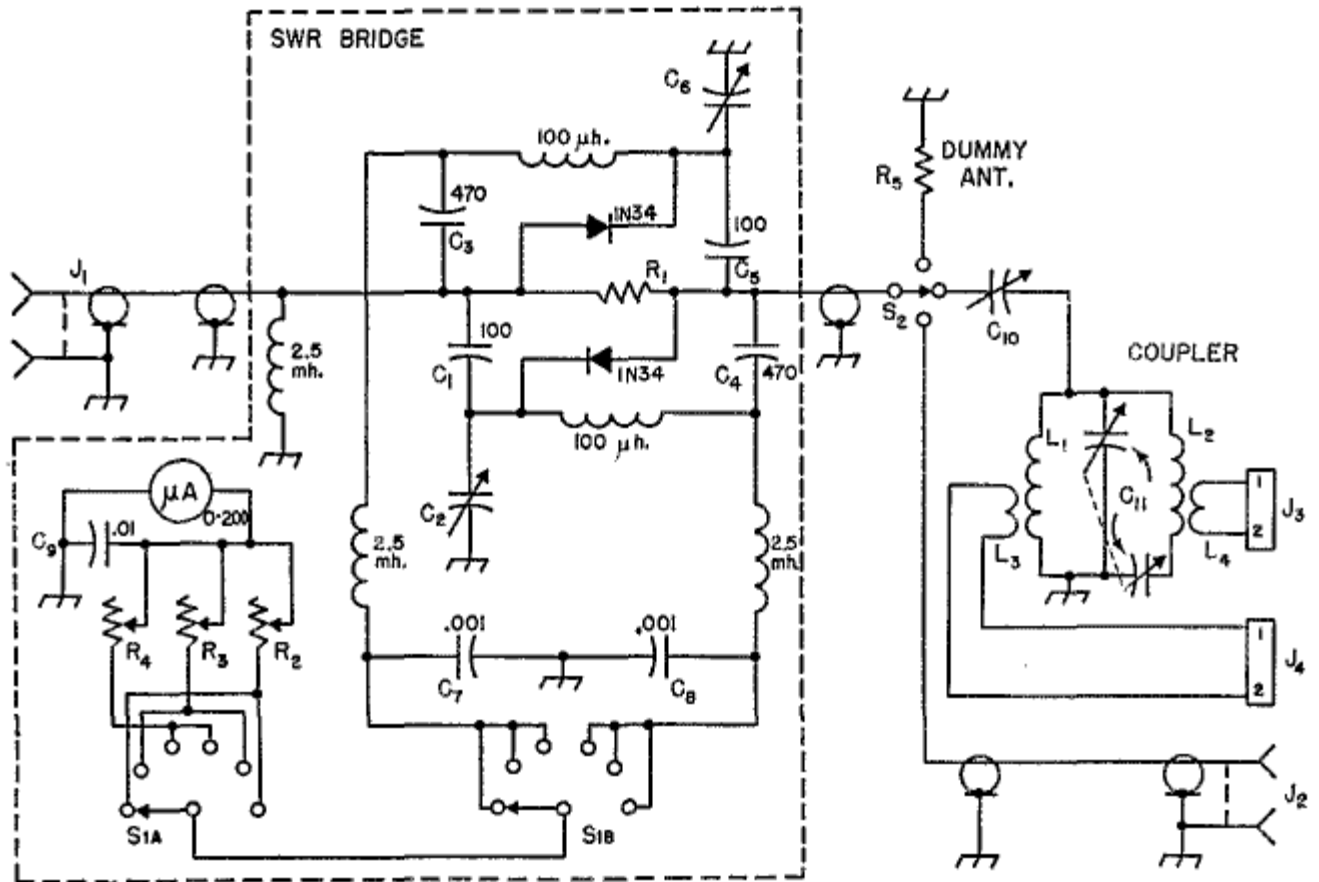 SWR BRIDGE
C6
100 µh.
470
C3
1N34
100
C5
R5
DUMMY
ANT.
J1
R1
S2
C10
2.5
mh.
100
C1
1N34
C4
470
COUPLER
100 µh.
L1
L2
C11
1
2
J3
L3
L4
µA
0-200
C9
.01
C2
2.5
mh.
2.5
mh.
R4
R3
R2
.001
.001
C7
C8
1
2
J4
S1A
S1B
J2